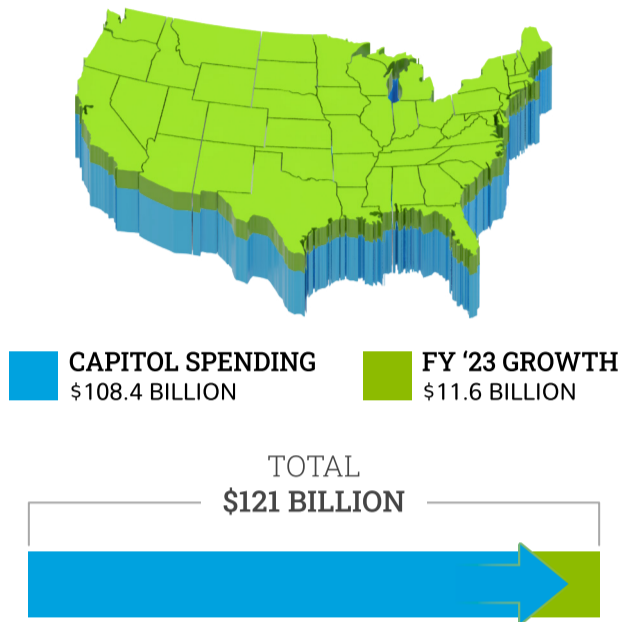 CAPITOL SPENDING
$108.4 BILLION
FY ‘23 GROWTH
$11.6 BILLION
TOTAL
$121 BILLION